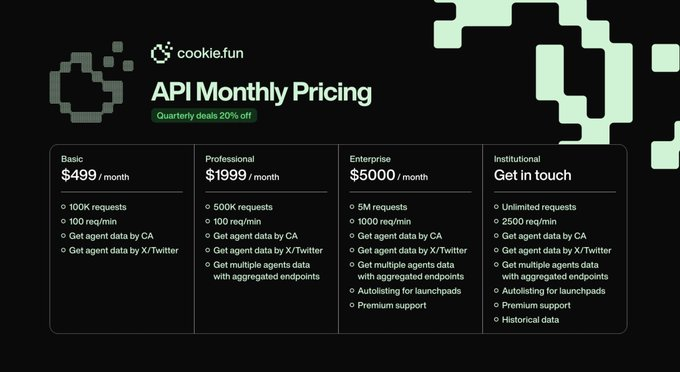 cookie.fun
API Monthly Pricing
Quarterly deals 20% off
Basic
$499 / month
100K requests
100 req/min
Get agent data by CA
Get agent data by X/Twitter
Professional
$1999 / month
500K requests
100 req/min
Get agent data by CA
Get agent data by X/Twitter
Get multiple agents data
with aggregated endpoints
Enterprise
$5000 / month
5M requests
1000 req/min
Get agent data by CA
Get agent data by X/Twitter
Get multiple agents data
with aggregated endpoints
Autolisting for launchpads
Premium support
Institutional
Get in touch
Unlimited requests
2500 req/min
Get agent data by CA
Get agent data by X/Twitter
Get multiple agents data
with aggregated endpoints
Autolisting for launchpads
Premium support
Historical data